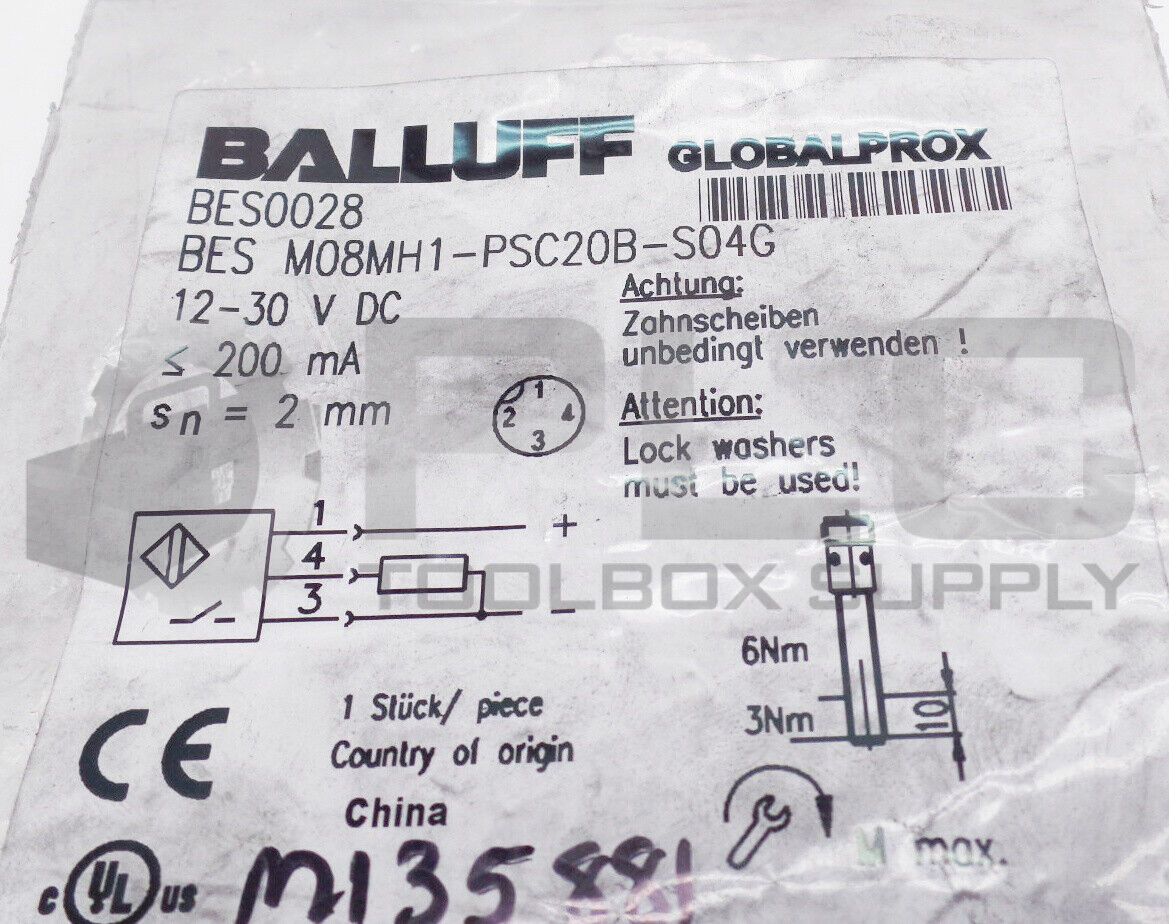 BALLUFF GLOBALPROX
BES0028
BES M08MH1-PSC20B-S04G
12-30 V DC
≤ 200 mA
sn = 2 mm
1
2
4
3
Achtung:
Zahnscheiben
unbedingt verwenden !
Attention:
Lock washers
must be used!
1 +
4
3 −
PLC
TOOLBOX SUPPLY
6Nm
3Nm
10
M max.
1 Stück/ piece
Country of origin
China
CE
c UL us
M135881